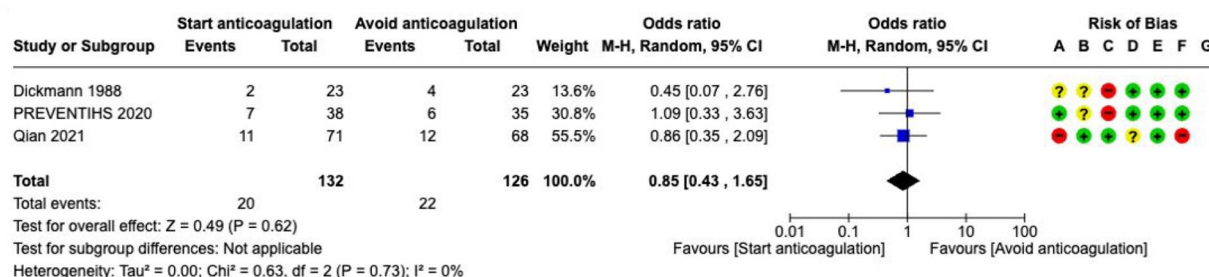 Start anticoagulation Avoid anticoagulation Odds ratio Odds ratio Risk of Bias
Study or Subgroup Events Total Events Total Weight M-H, Random, 95% CI M-H, Random, 95% CI A B C D E F G
Dickmann 1988 2 23 4 23 13.6% 0.45 [0.07 , 2.76] ? ? − + + +
PREVENTIHS 2020 7 38 6 35 30.8% 1.09 [0.33 , 3.63] + ? − + + +
Qian 2021 11 71 12 68 55.5% 0.86 [0.35 , 2.09] − + + ? + −
Total 132 126 100.0% 0.85 [0.43 , 1.65]
Total events: 20 22
Test for overall effect: Z = 0.49 (P = 0.62) 0.01 0.1 1 10 100
Test for subgroup differences: Not applicable Favours [Start anticoagulation] Favours [Avoid anticoagulation]
Heterogeneity: Tau² = 0.00; Chi² = 0.63, df = 2 (P = 0.73); I² = 0%